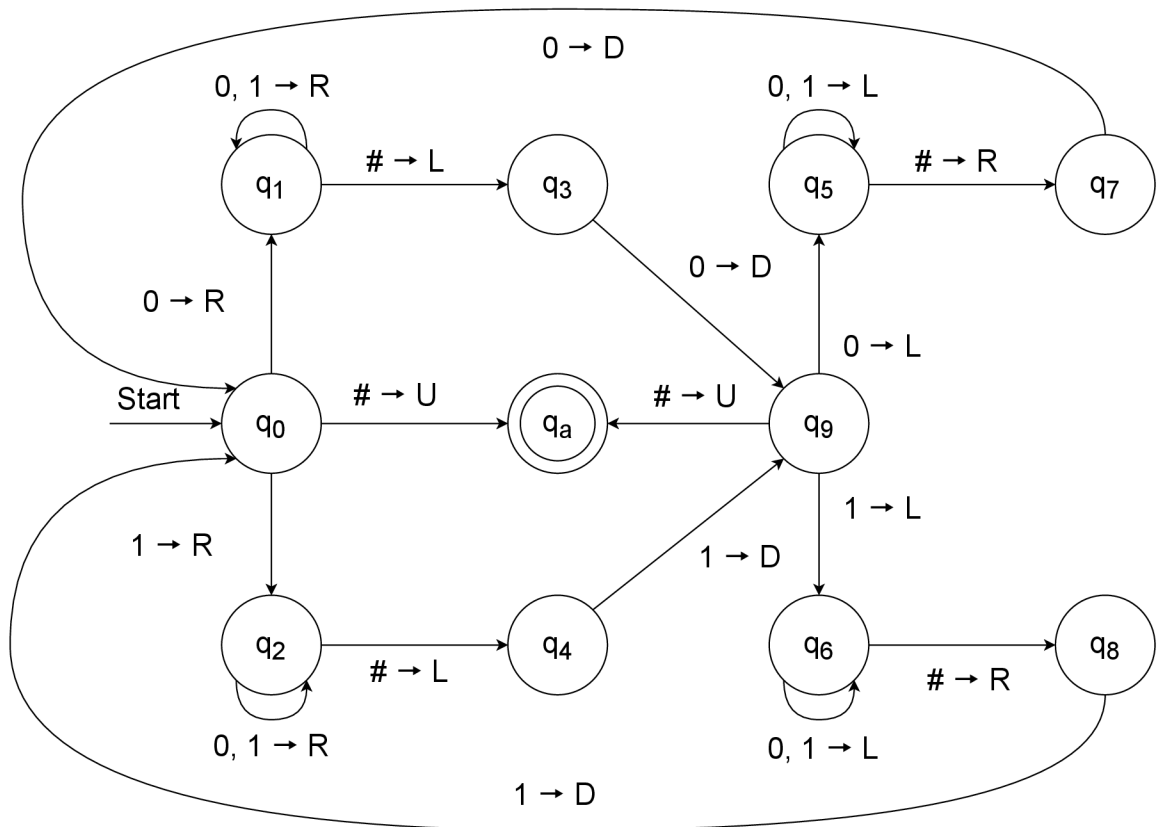 0 → D
0, 1 → R
0, 1 → L
# → L
# → R
q1
q3
q5
q7
0 → D
0 → R
0 → L
Start
# → U
# → U
q0
qa
q9
1 → L
1 → R
1 → D
q2
q4
q6
q8
# → L
# → R
0, 1 → R
0, 1 → L
1 → D